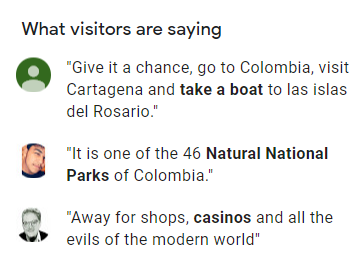 What visitors are saying
"Give it a chance, go to Colombia, visit
Cartagena and take a boat to las islas
del Rosario."
"It is one of the 46 Natural National
Parks of Colombia."
"Away for shops, casinos and all the
evils of the modern world"